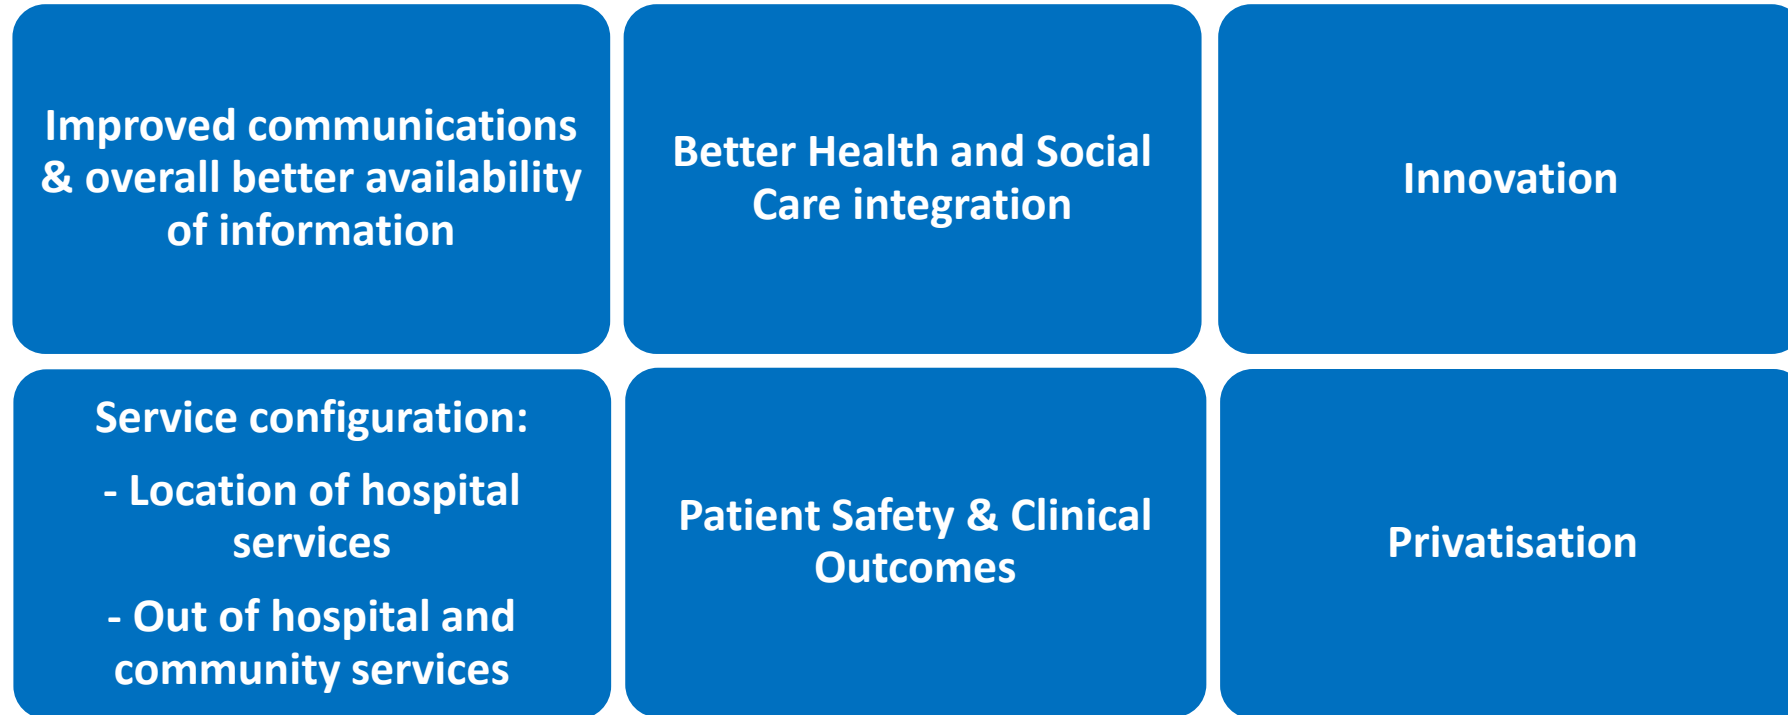 Improved communications
& overall better availability
of information
Better Health and Social
Care integration
Innovation
Service configuration:
- Location of hospital
services
- Out of hospital and
community services
Patient Safety & Clinical
Outcomes
Privatisation